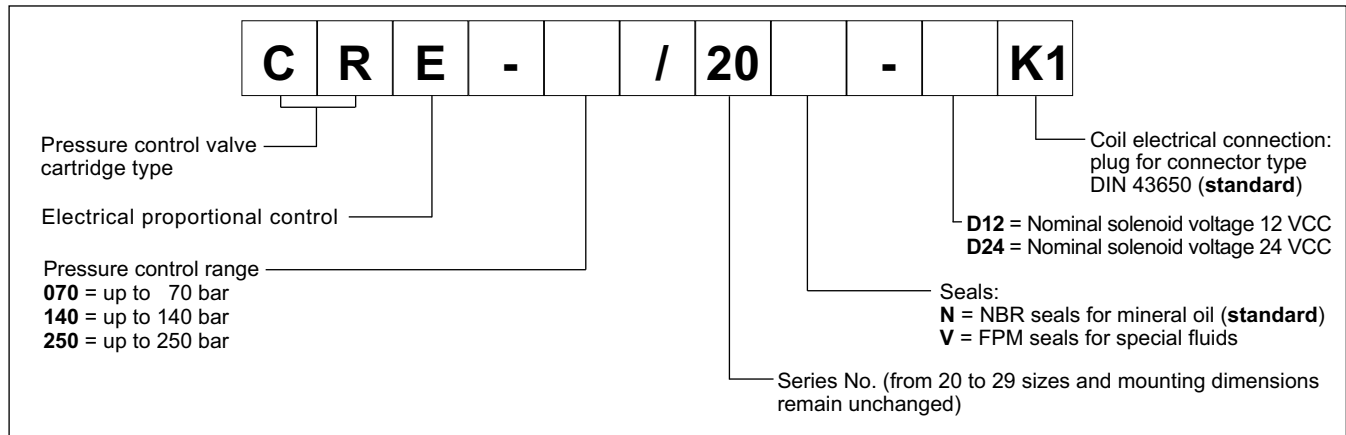 C R E - / 20 - K1
Pressure control valve
cartridge type
Electrical proportional control
Pressure control range
070 = up to 70 bar
140 = up to 140 bar
250 = up to 250 bar
Coil electrical connection:
plug for connector type
DIN 43650 (standard)
D12 = Nominal solenoid voltage 12 VCC
D24 = Nominal solenoid voltage 24 VCC
Seals:
N = NBR seals for mineral oil (standard)
V = FPM seals for special fluids
Series No. (from 20 to 29 sizes and mounting dimensions
remain unchanged)